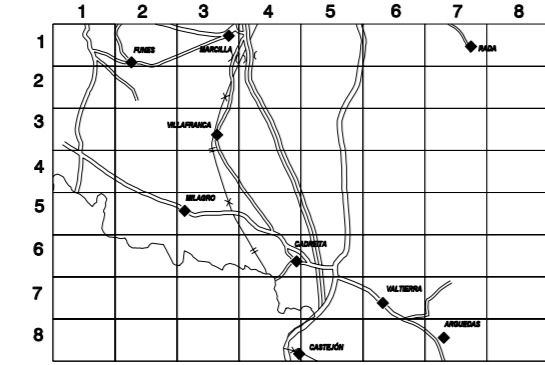 1 2 3 4 5 6 7 8
1
FUNES
MARCILLA
RADA
2
3
VILLAFRANCA
4
5
MILAGRO
6
CADREITA
7
VALTIERRA
ARGUEDAS
8
CASTEJÓN